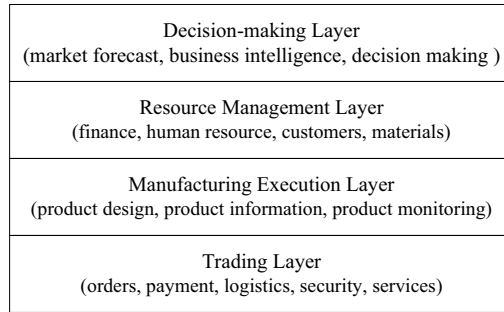 Decision-making Layer
(market forecast, business intelligence, decision making )
Resource Management Layer
(finance, human resource, customers, materials)
Manufacturing Execution Layer
(product design, product information, product monitoring)
Trading Layer
(orders, payment, logistics, security, services)